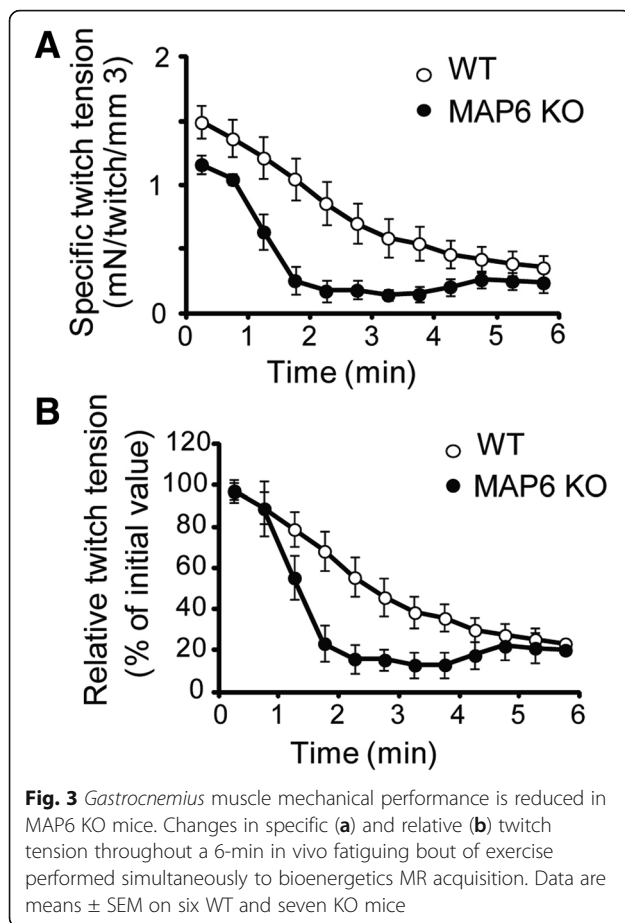 A
Specific twitch tension
(mN/twitch/mm 3)
2
1
0
WT
MAP6 KO
0 1 2 3 4 5 6
Time (min)
B
Relative twitch tension
(% of initial value)
120
100
80
60
40
20
0
WT
MAP6 KO
0 1 2 3 4 5 6
Time (min)
Fig. 3 Gastrocnemius muscle mechanical performance is reduced in
MAP6 KO mice. Changes in specific (a) and relative (b) twitch
tension throughout a 6-min in vivo fatiguing bout of exercise
performed simultaneously to bioenergetics MR acquisition. Data are
means ± SEM on six WT and seven KO mice